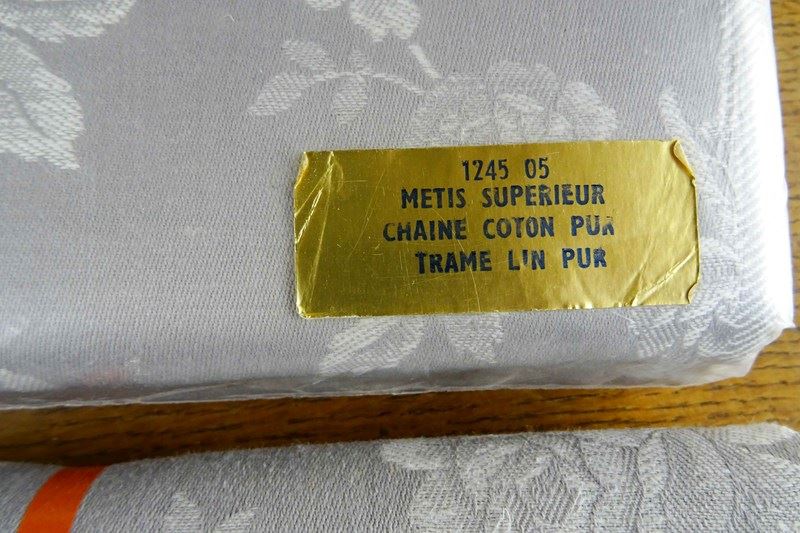 1245 05
METIS SUPERIEUR
CHAINE COTON PUR
TRAME LIN PUR